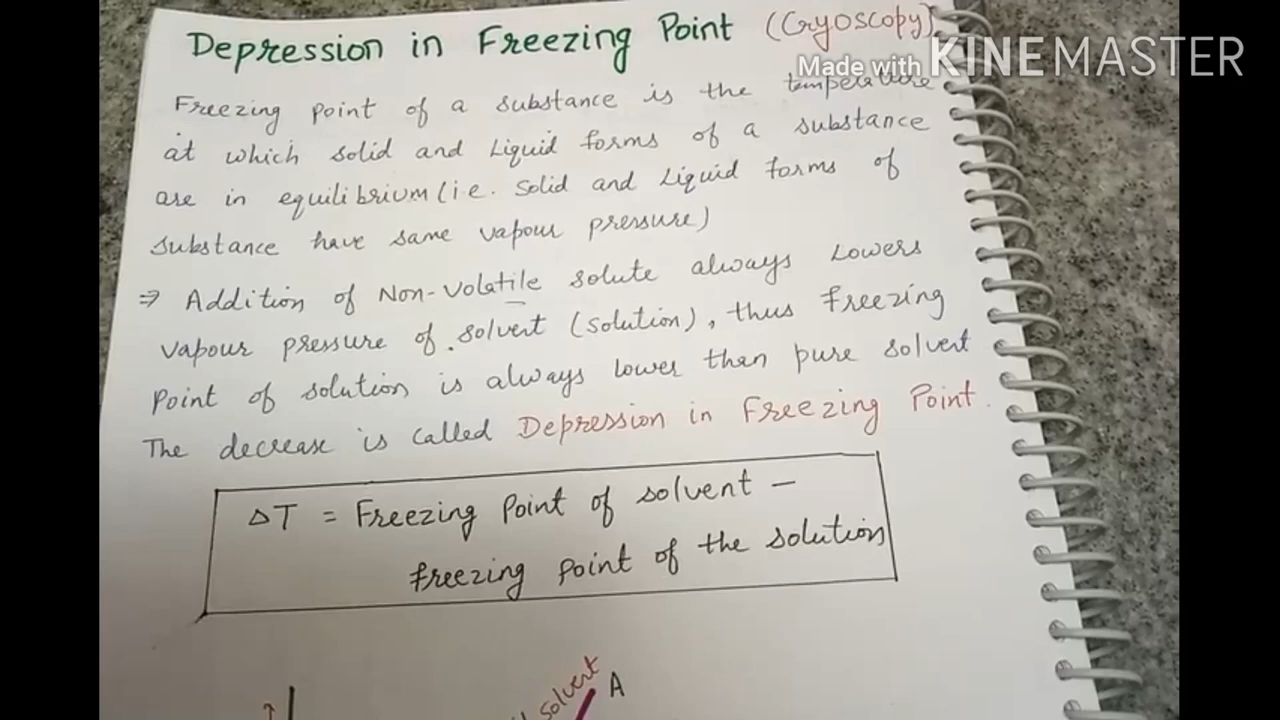 Depression in Freezing Point (Cryoscopy)
Made with KINEMASTER
Freezing point of a substance is the temperature
at which solid and Liquid forms of a substance
are in equilibrium (i.e. Solid and Liquid forms of
substance have same vapour pressure)
⇒ Addition of Non-Volatile solute always Lowers
vapour pressure of solvent (solution), thus Freezing
Point of solution is always lower than pure solvent
The decrease is called Depression in Freezing Point.
ΔT = Freezing Point of solvent -
freezing point of the solution
solvent A